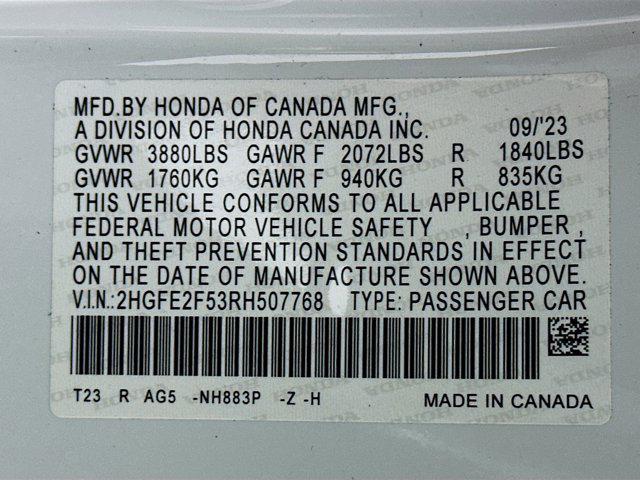 MFD.BY HONDA OF CANADA MFG.,
A DIVISION OF HONDA CANADA INC. 09/'23
GVWR 3880LBS GAWR F 2072LBS R 1840LBS
GVWR 1760KG GAWR F 940KG R 835KG
THIS VEHICLE CONFORMS TO ALL APPLICABLE
FEDERAL MOTOR VEHICLE SAFETY , BUMPER ,
AND THEFT PREVENTION STANDARDS IN EFFECT
ON THE DATE OF MANUFACTURE SHOWN ABOVE.
V.I.N.:2HGFE2F53RH507768 TYPE: PASSENGER CAR
T23 R AG5 -NH883P -Z -H MADE IN CANADA